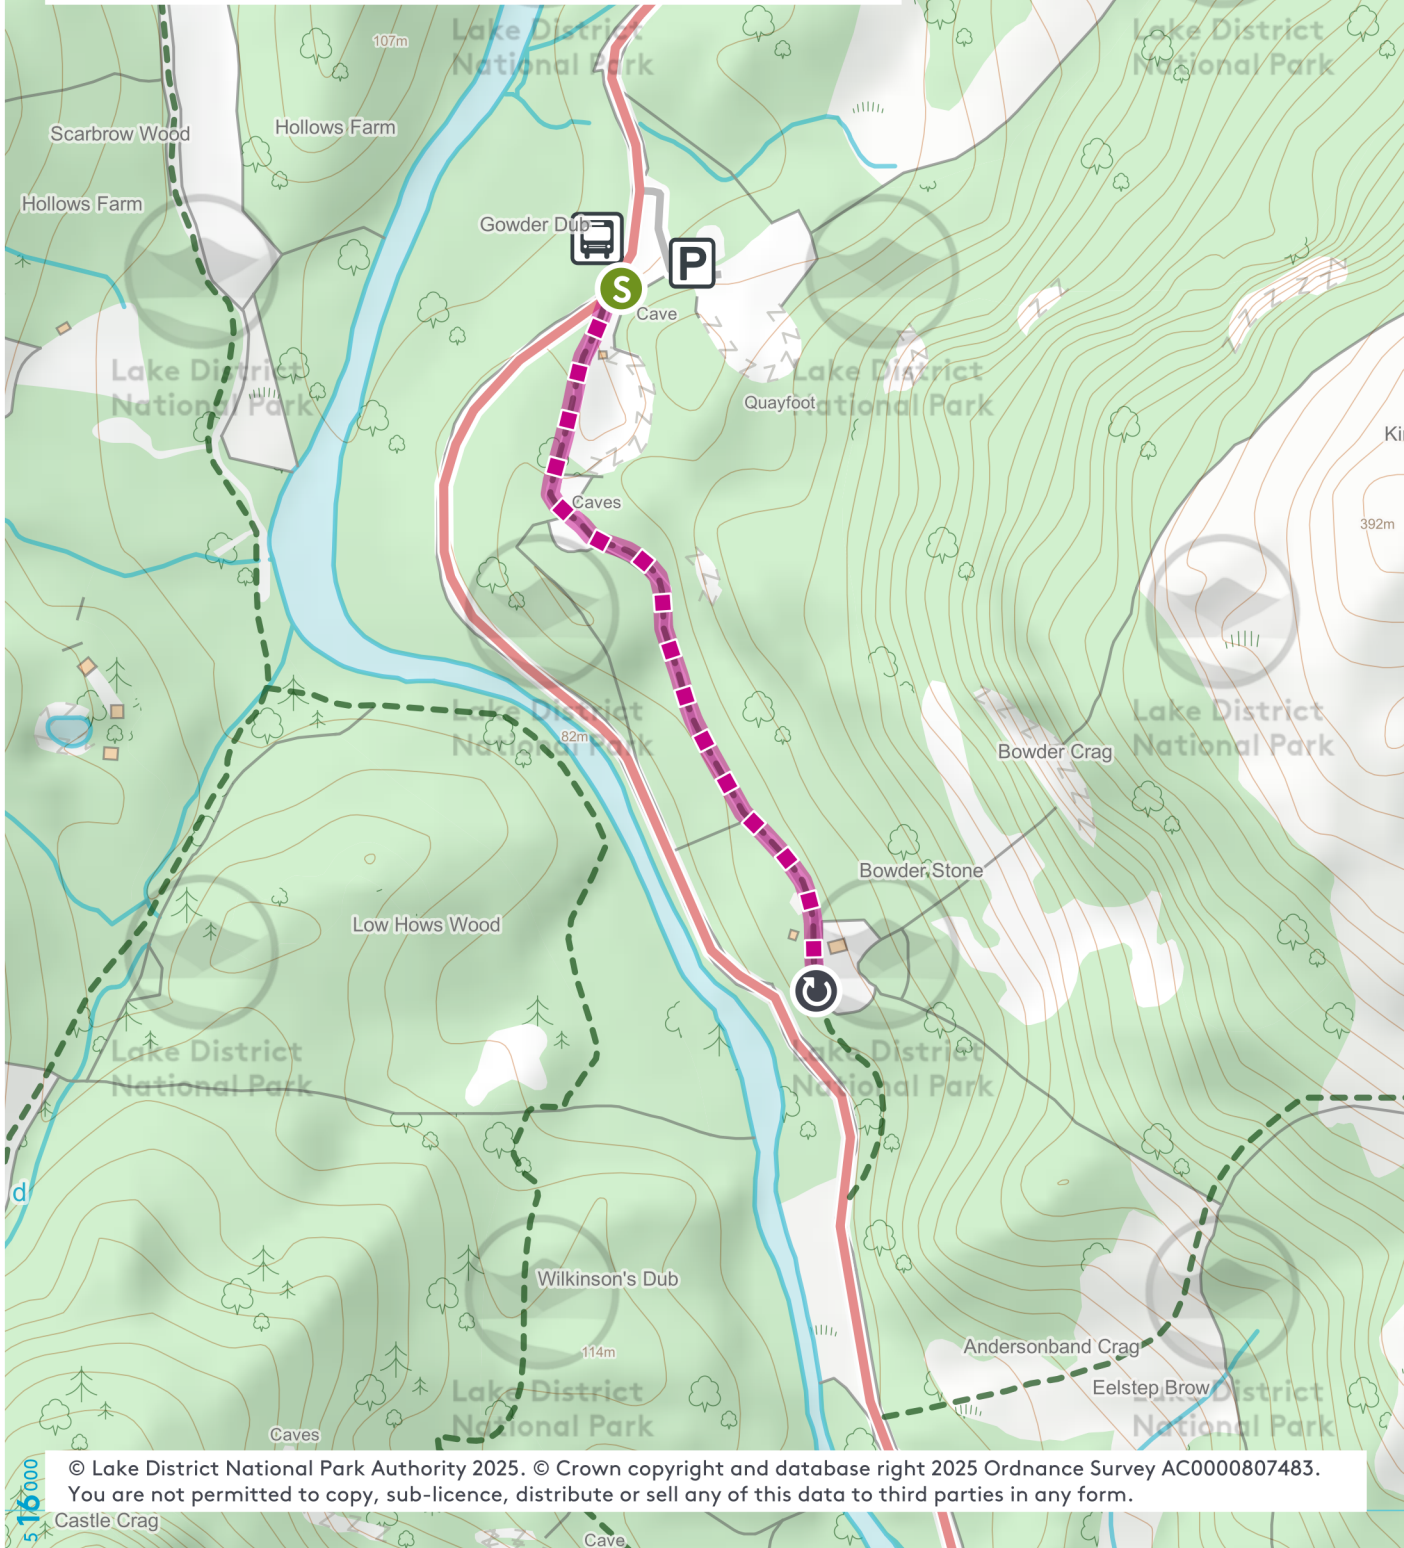 Lake District
National Park
Lake District
National Park
107m
Scarbrow Wood
Hollows Farm
Hollows Farm
Gowder Dub
P
S
Cave
Lake District
National Park
Lake District
National Park
Quayfoot
Caves
392m
Lake District
National Park
Lake District
National Park
82m
Bowder Crag
Bowder Stone
Low Hows Wood
Lake District
National Park
Lake District
National Park
d
Wilkinson's Dub
114m
Andersonband Crag
Eelstep Brow
Lake District
National Park
Lake District
National Park
Caves
© Lake District National Park Authority 2025. © Crown copyright and database right 2025 Ordnance Survey AC0000807483.
You are not permitted to copy, sub-licence, distribute or sell any of this data to third parties in any form.
5 16 000
Castle Crag
Cave